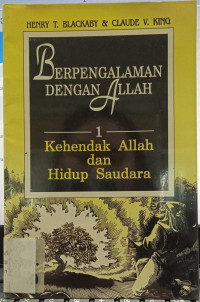 HENRY T. BLACKABY & CLAUDE V. KING
BERPENGALAMAN
DENGAN ALLAH
1
Kehendak Allah
dan
Hidup Saudara